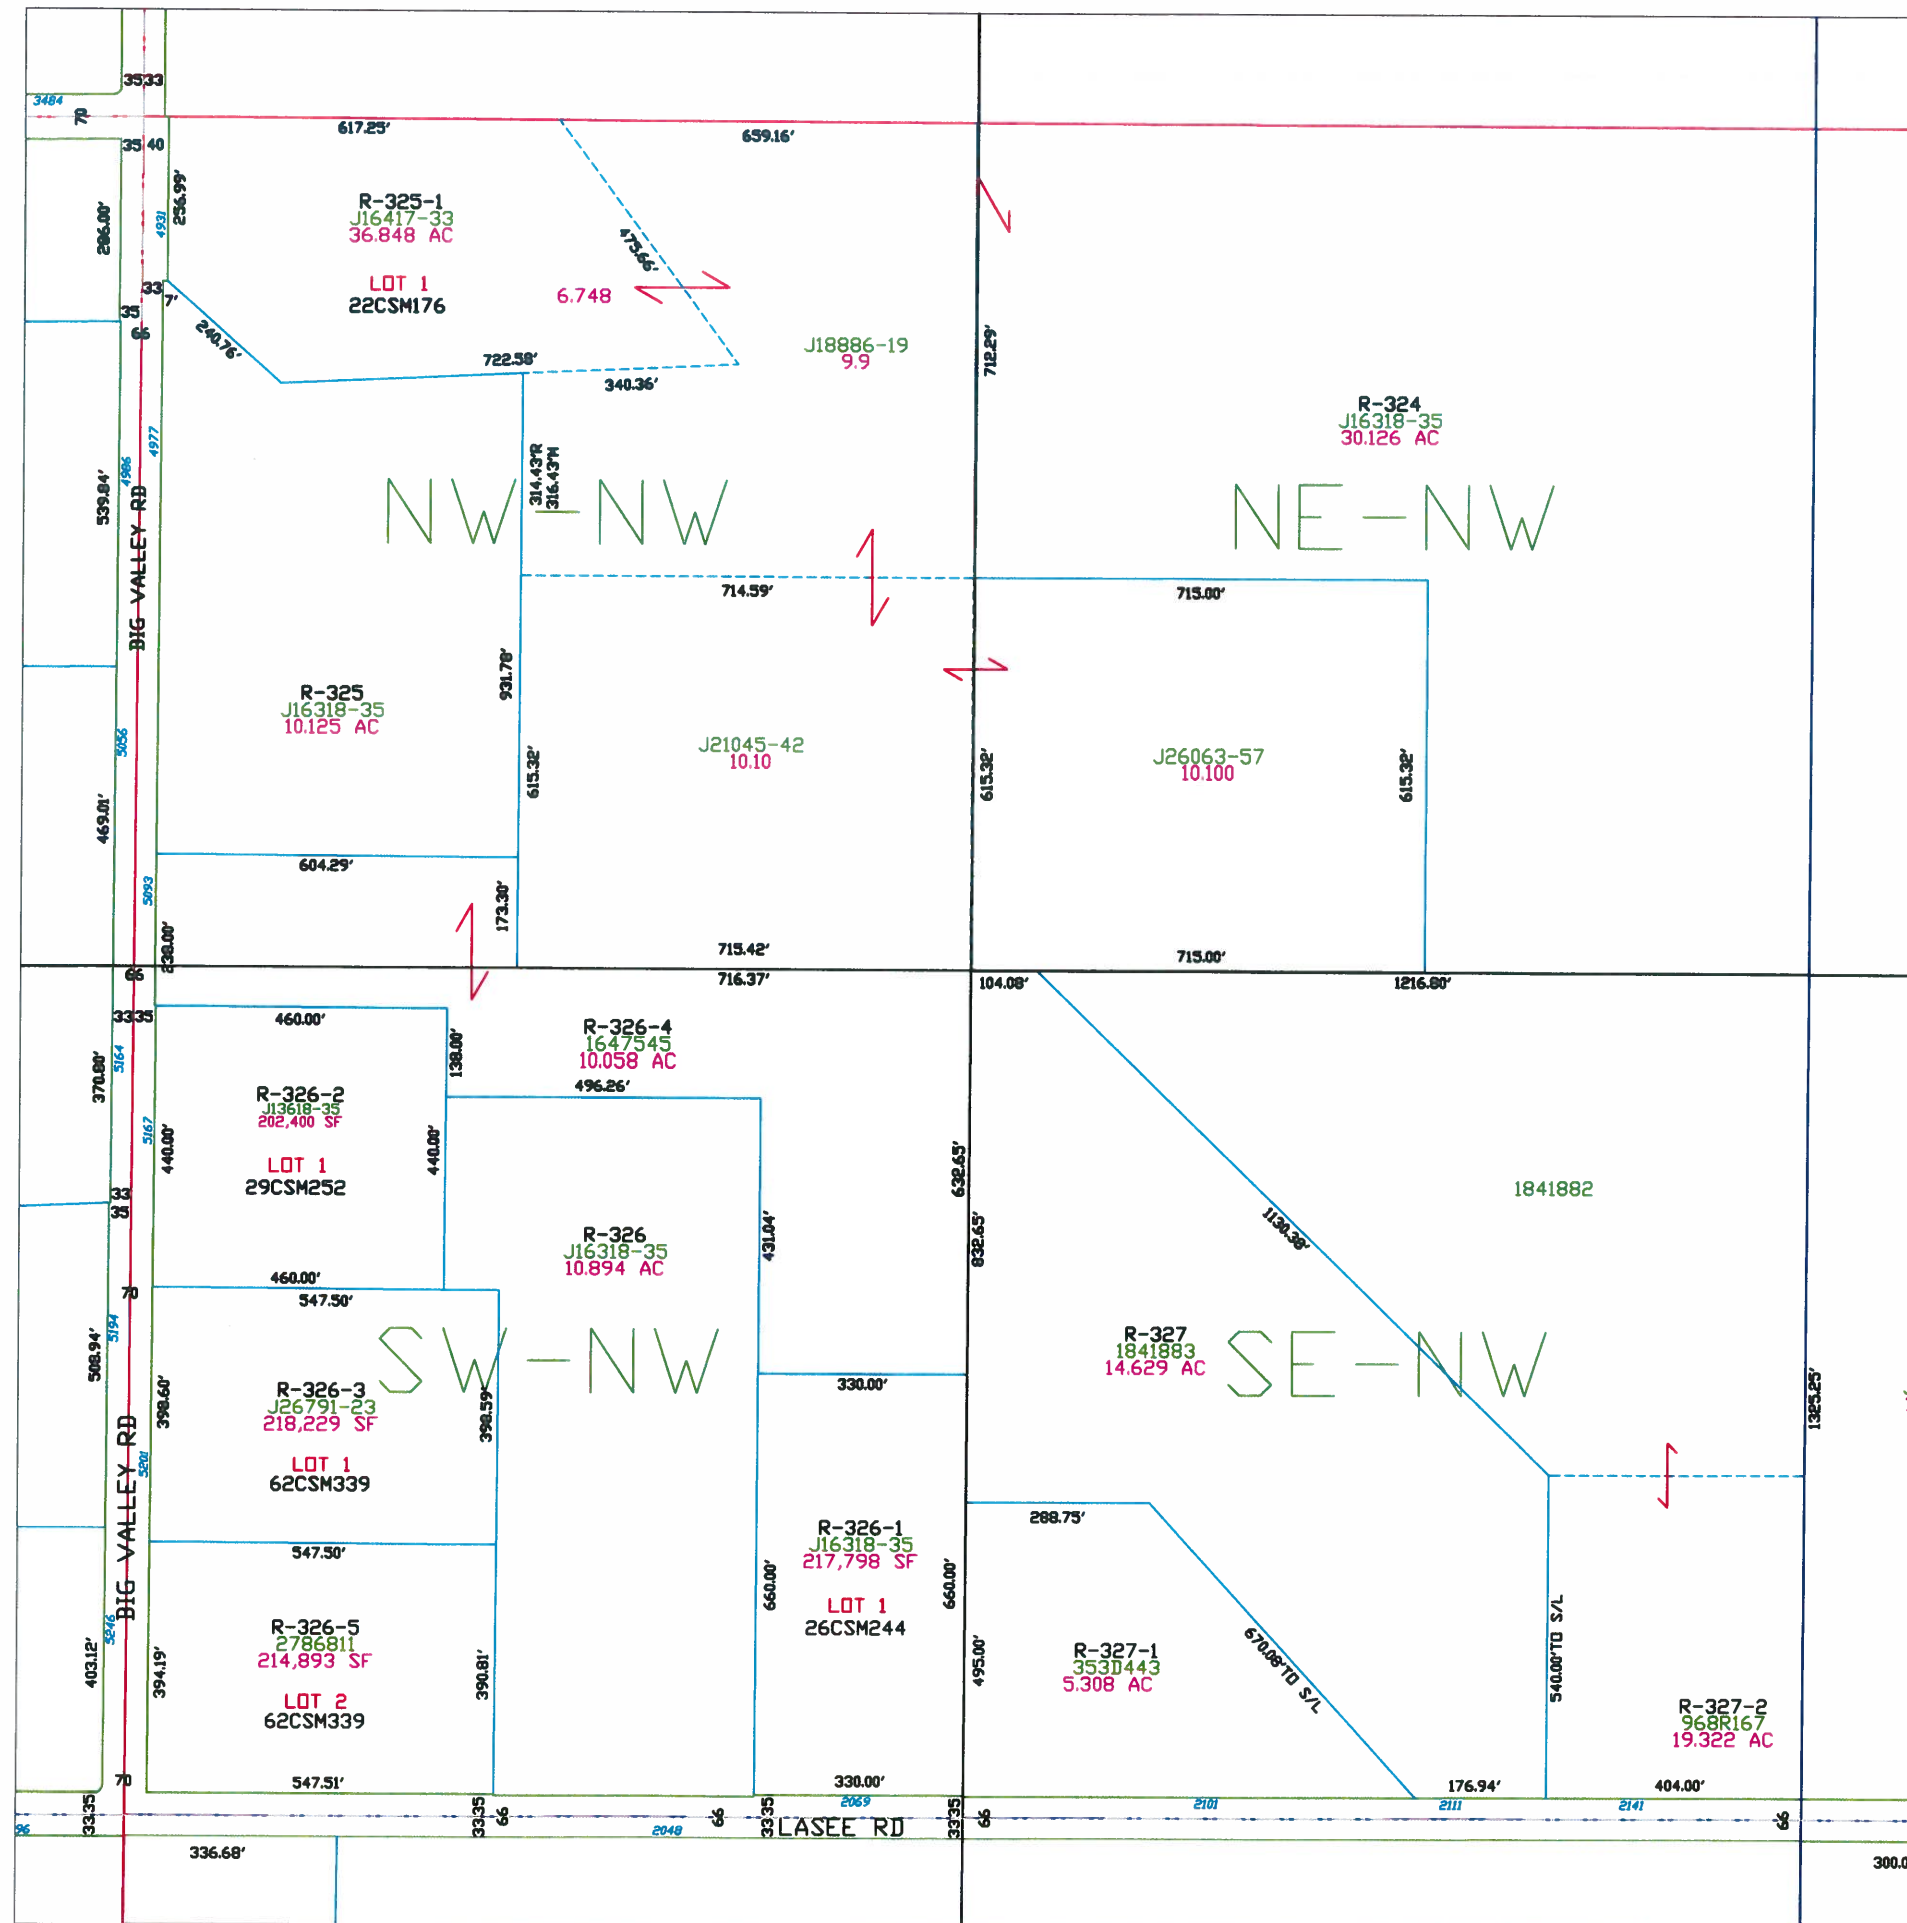 3533
3484
70
617.25'
659.16'
35 40
256.99'
286.00'
4931
R-325-1
J16417-33
36.848 AC
LOT 1
22CSM176
475.66'
6.748
33
7'
35
66
240.76'
722.58'
340.36'
J18886-19
9.9
712.29'
R-324
J16318-35
30.126 AC
4977
4986
539.84'
BIG VALLEY RD
314.43'R
316.43'M
NW-NW
NE-NW
714.59'
715.00'
R-325
J16318-35
10.125 AC
931.78'
5056
469.01'
615.32'
J21045-42
10.10
615.32'
J26063-57
10.100
615.32'
604.29'
5093
173.30'
238.00'
715.42'
715.00'
66
716.37'
104.08'
1216.80'
3335
460.00'
138.00'
R-326-4
1647545
10.058 AC
496.26'
370.80'
5164
R-326-2
J13618-35
202,400 SF
LOT 1
29CSM252
5167
440.00'
440.00'
33
35
632.65'
832.65'
431.04'
R-326
J16318-35
10.894 AC
1130.38'
1841882
460.00'
70
547.50'
508.94'
5194
SW-NW
SE-NW
R-327
1841883
14.629 AC
R-326-3
J26791-23
218,229 SF
LOT 1
62CSM339
398.60'
398.59'
330.00'
1325.25'
5201
BIG VALLEY RD
288.75'
547.50'
R-326-1
J16318-35
217,798 SF
LOT 1
26CSM244
660.00'
660.00'
R-326-5
2786811
214,893 SF
LOT 2
62CSM339
5246
403.12'
394.19'
390.81'
495.00'
R-327-1
353D443
5.308 AC
670.08'TO S/L
540.00'TO S/L
R-327-2
968R167
19.322 AC
70
547.51'
330.00'
176.94'
404.00'
3335
3335
66
66
3335
2069
3335
66
2101
2111
2141
66
96
2048
LASEE RD
336.68'
300.0